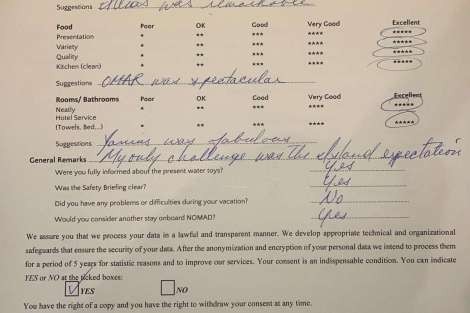 Suggestions was remarkable
Food Poor OK Good Very Good Excellent
Presentation * ** *** **** *****
Variety * ** *** **** *****
Quality * ** *** **** *****
Kitchen (clean) * ** *** **** *****
Suggestions OMAR was spectacular
Rooms/ Bathrooms Poor OK Good Very Good Excellent
Neatly * ** *** **** *****
Hotel Service
(Towels, Bed...) * ** *** **** *****
Suggestions was fabulous
General Remarks My only challenge was the island expectation
Were you fully informed about the present water toys? Yes
Was the Safety Briefing clear? Yes
Did you have any problems or difficulties during your vacation? No
Would you consider another stay onboard NOMAD? Yes
We assure you that we process your data in a lawful and transparent manner. We develop appropriate technical and organizational
safeguards that ensure the security of your data. After the anonymization and encryption of your personal data we intend to process them
for a period of 5 years for statistic reasons and to improve our services. Your consent is an indispensable condition. You can indicate
YES or NO at the ticked boxes:
YES NO
You have the right of a copy and you have the right to withdraw your consent at any time.